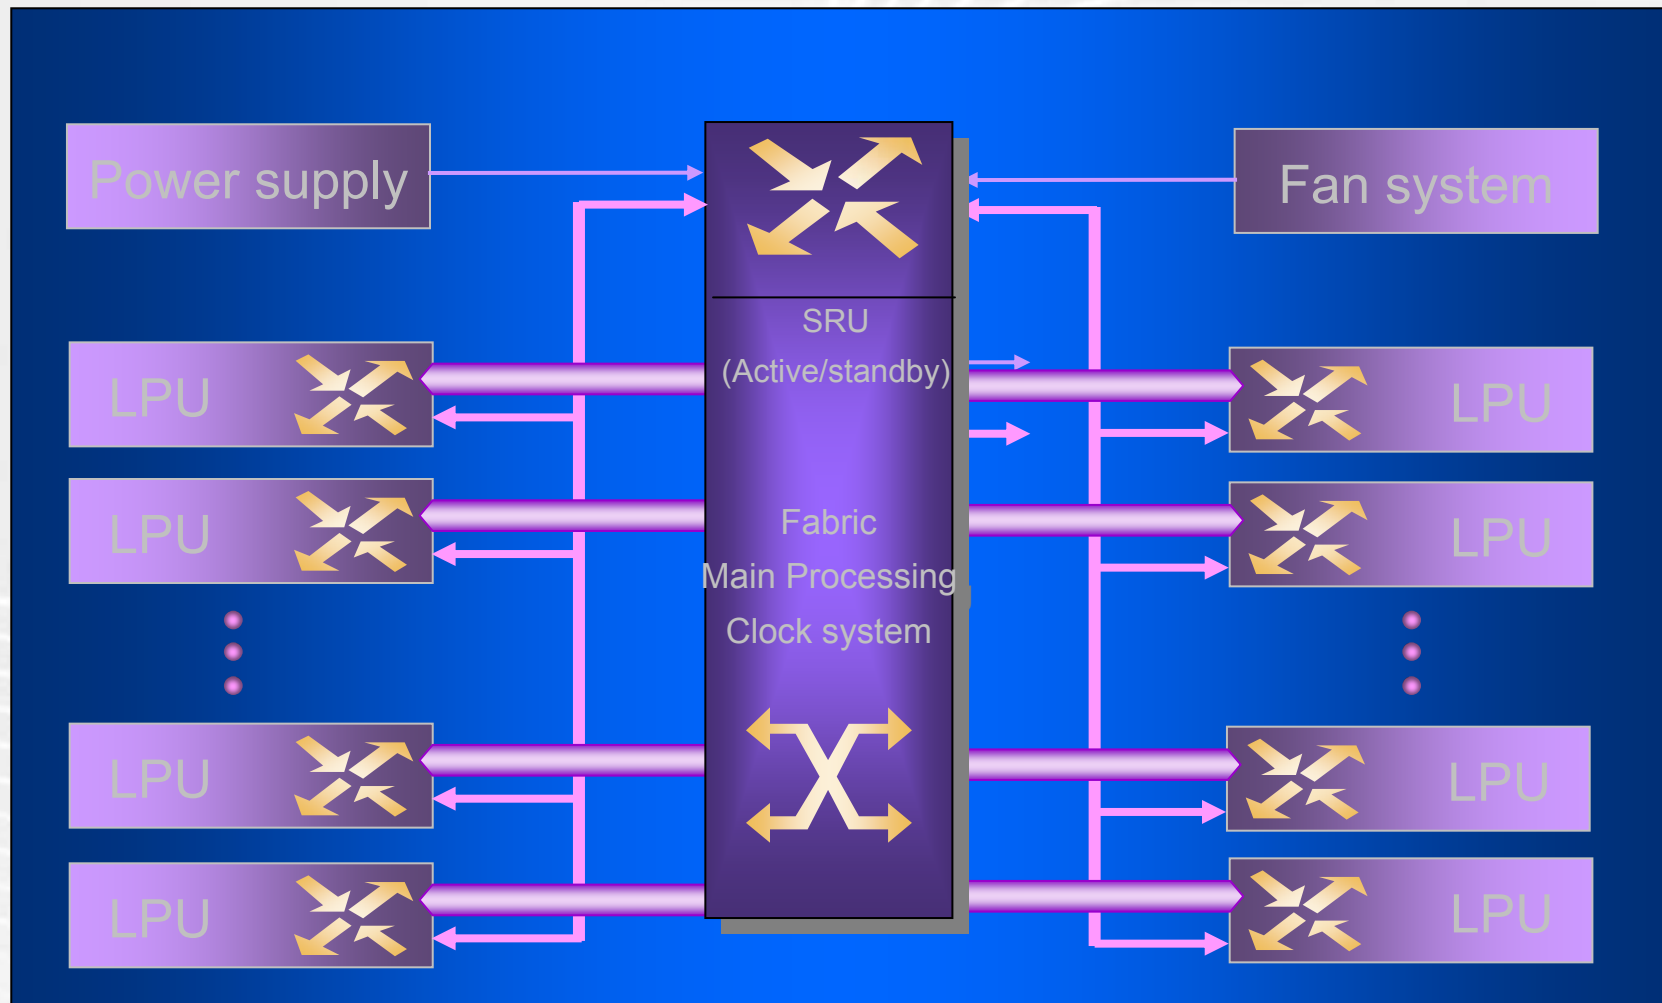 Power supply
Fan system
SRU
(Active/standby)
LPU
LPU
LPU
LPU
Fabric
Main Processing
Clock system
LPU
LPU
LPU
LPU